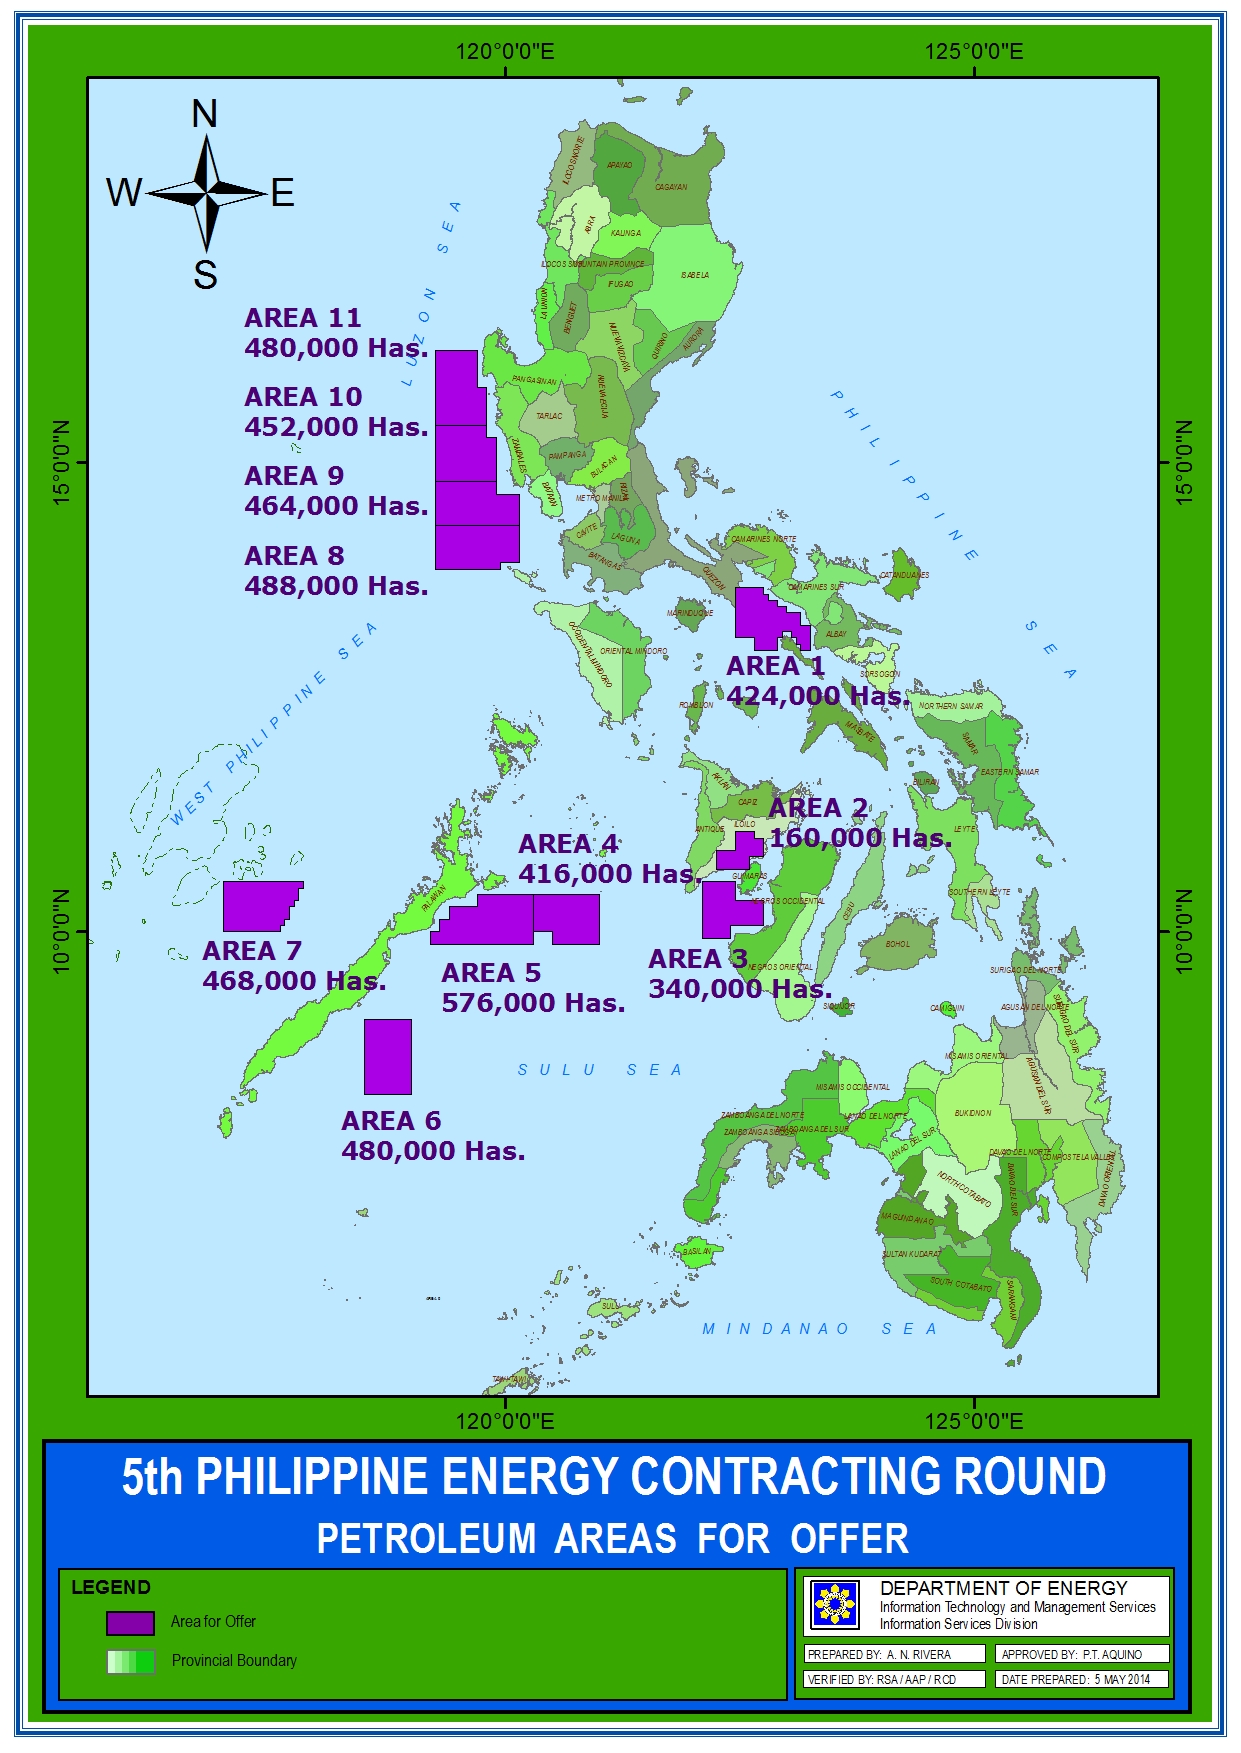 120°0'0"E 125°0'0"E
N
W E
S
LUZON SEA
PHILIPPINE SEA
WEST PHILIPPINE SEA
SULU SEA
MINDANAO SEA
15°0'0"N 15°0'0"N
10°0'0"N 10°0'0"N
AREA 11
480,000 Has.
AREA 10
452,000 Has.
AREA 9
464,000 Has.
AREA 8
488,000 Has.
AREA 1
424,000 Has.
AREA 2
160,000 Has.
AREA 4
416,000 Has.
AREA 3
340,000 Has.
AREA 7
468,000 Has.
AREA 5
576,000 Has.
AREA 6
480,000 Has.
ILOCOS NORTE
APAYAO
CAGAYAN
ABRA
KALINGA
MOUNTAIN PROVINCE
IFUGAO
ISABELA
LA UNION
BENGUET
NUEVA VIZCAYA
QUIRINO
AURORA
PANGASINAN
NUEVA ECIJA
TARLAC
ZAMBALES
PAMPANGA
BULACAN
BATAAN
METRO MANILA
RIZAL
CAVITE
LAGUNA
BATANGAS
QUEZON
CAMARINES NORTE
CAMARINES SUR
CATANDUANES
MARINDUQUE
ALBAY
SORSOGON
OCCIDENTAL MINDORO
ORIENTAL MINDORO
ROMBLON
MASBATE
NORTHERN SAMAR
SAMAR
EASTERN SAMAR
BILIRAN
AKLAN
CAPIZ
ANTIQUE
ILOILO
GUIMARAS
LEYTE
SOUTHERN LEYTE
PALAWAN
NEGROS OCCIDENTAL
CEBU
BOHOL
NEGROS ORIENTAL
SIQUIJOR
CAMIGUIN
SURIGAO DEL NORTE
AGUSAN DEL NORTE
SURIGAO DEL SUR
MISAMIS ORIENTAL
AGUSAN DEL SUR
MISAMIS OCCIDENTAL
BUKIDNON
ZAMBOANGA DEL NORTE
LANAO DEL NORTE
ZAMBOANGA DEL SUR
LANAO DEL SUR
DAVAO DEL NORTE
COMPOSTELA VALLEY
NORTH COTABATO
DAVAO DEL SUR
DAVAO ORIENTAL
MAGUINDANAO
SULTAN KUDARAT
SOUTH COTABATO
SARANGANI
BASILAN
SULU
TAWI-TAWI
120°0'0"E 125°0'0"E
5th PHILIPPINE ENERGY CONTRACTING ROUND
PETROLEUM AREAS FOR OFFER
LEGEND
Area for Offer
Provincial Boundary
DEPARTMENT OF ENERGY
Information Technology and Management Services
Information Services Division
PREPARED BY: A. N. RIVERA
APPROVED BY: P.T. AQUINO
VERIFIED BY: RSA / AAP / RCD
DATE PREPARED: 5 MAY 2014